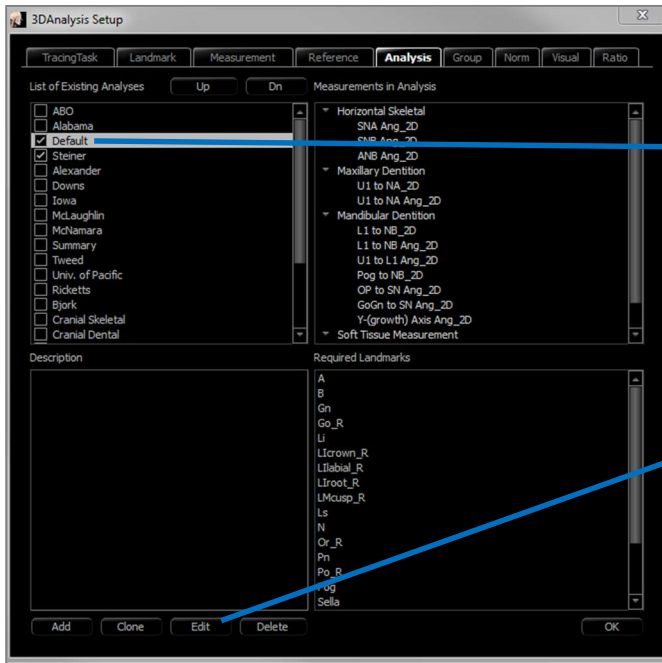 3DAnalysis Setup
TracingTask Landmark Measurement Reference Analysis Group Norm Visual Ratio
List of Existing Analyses Up Dn Measurements in Analysis
ABO
Alabama
Default
Steiner
Alexander
Downs
Iowa
McLaughlin
McNamara
Summary
Tweed
Univ. of Pacific
Ricketts
Bjork
Cranial Skeletal
Cranial Dental
Horizontal Skeletal
SNA Ang_2D
SNB Ang_2D
ANB Ang_2D
Maxillary Dentition
U1 to NA_2D
U1 to NA Ang_2D
Mandibular Dentition
L1 to NB_2D
L1 to NB Ang_2D
U1 to L1 Ang_2D
Pog to NB_2D
OP to SN Ang_2D
GoGn to SN Ang_2D
Y-(growth) Axis Ang_2D
Soft Tissue Measurement
Description
Required Landmarks
A
B
Gn
Go_R
Li
LIcrown_R
LIlabial_R
LIroot_R
LMcusp_R
Ls
N
Or_R
Pn
Po_R
Pog
Sella
Add Clone Edit Delete OK